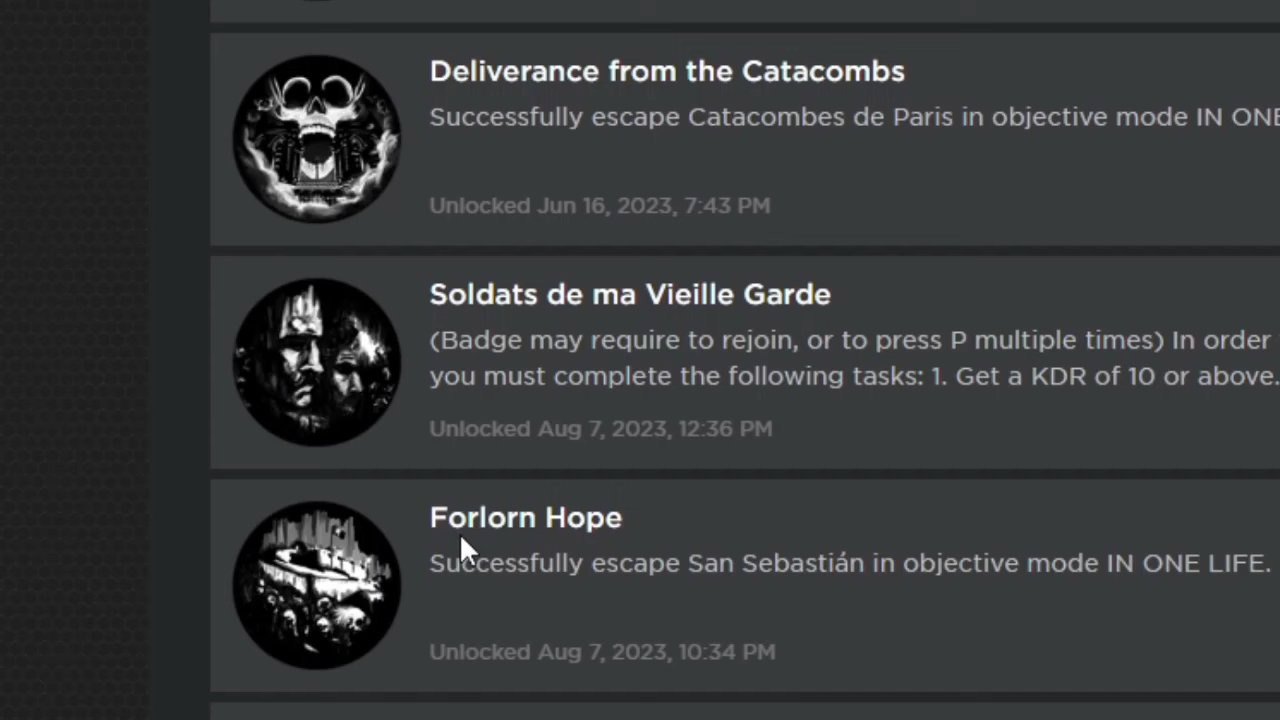 Deliverance from the Catacombs
Successfully escape Catacombes de Paris in objective mode IN ONE
Unlocked Jun 16, 2023, 7:43 PM
Soldats de ma Vieille Garde
(Badge may require to rejoin, or to press P multiple times) In order
you must complete the following tasks: 1. Get a KDR of 10 or above.
Unlocked Aug 7, 2023, 12:36 PM
Forlorn Hope
Successfully escape San Sebastián in objective mode IN ONE LIFE.
Unlocked Aug 7, 2023, 10:34 PM